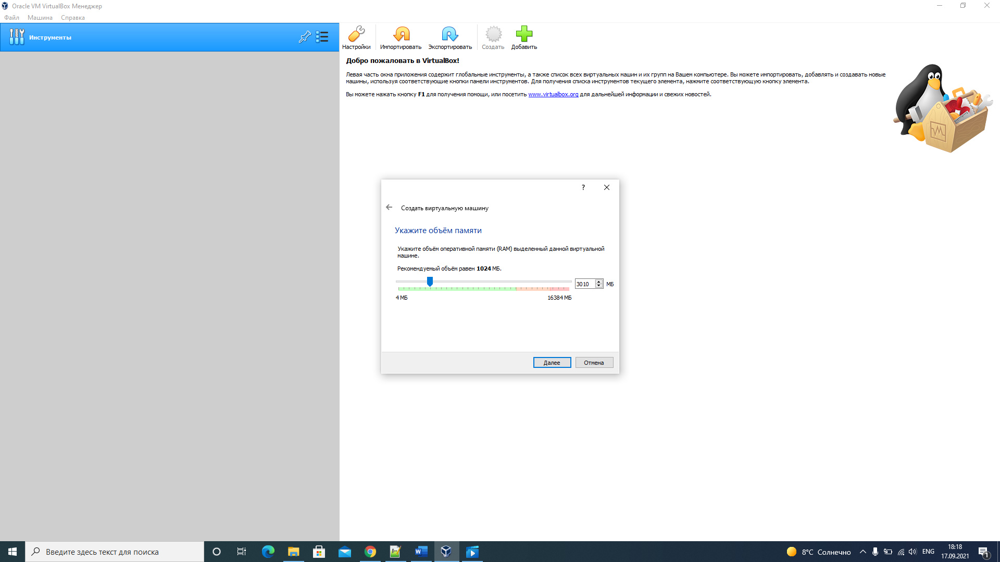 Oracle VM VirtualBox Менеджер
Файл Машина Справка
Инструменты
Настройки Импортировать Экспортировать Создать Добавить
Добро пожаловать в VirtualBox!
Левая часть окна приложения содержит глобальные инструменты, а также список всех виртуальных машин и их групп на Вашем компьютере. Вы можете импортировать, добавлять и создавать новые
машины, используя соответствующие кнопки панели инструментов. Для получения списка инструментов текущего элемента, нажмите соответствующую кнопку элемента.
Вы можете нажать кнопку F1 для получения помощи, или посетить www.virtualbox.org для дальнейшей информации и свежих новостей.
?
Создать виртуальную машину
Укажите объём памяти
Укажите объём оперативной памяти (RAM) выделенный данной виртуальной
машине.
Рекомендуемый объём равен 1024 МБ.
3010 МБ
4 МБ 16384 МБ
Далее Отмена
Введите здесь текст для поиска
8°C Солнечно
ENG
18:18
17.09.2021
1